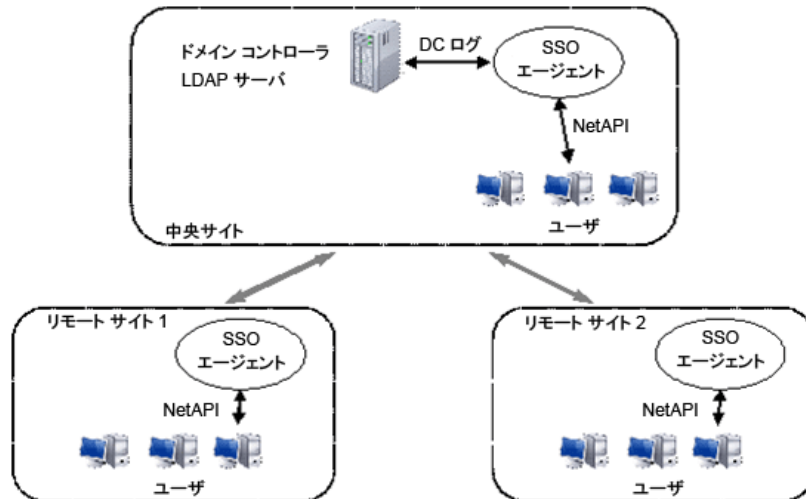 ドメイン コントローラ
LDAP サーバ
DC ログ
SSO
エージェント
NetAPI
ユーザ
中央サイト
リモート サイト 1
SSO
エージェント
NetAPI
ユーザ
リモート サイト 2
SSO
エージェント
NetAPI
ユーザ